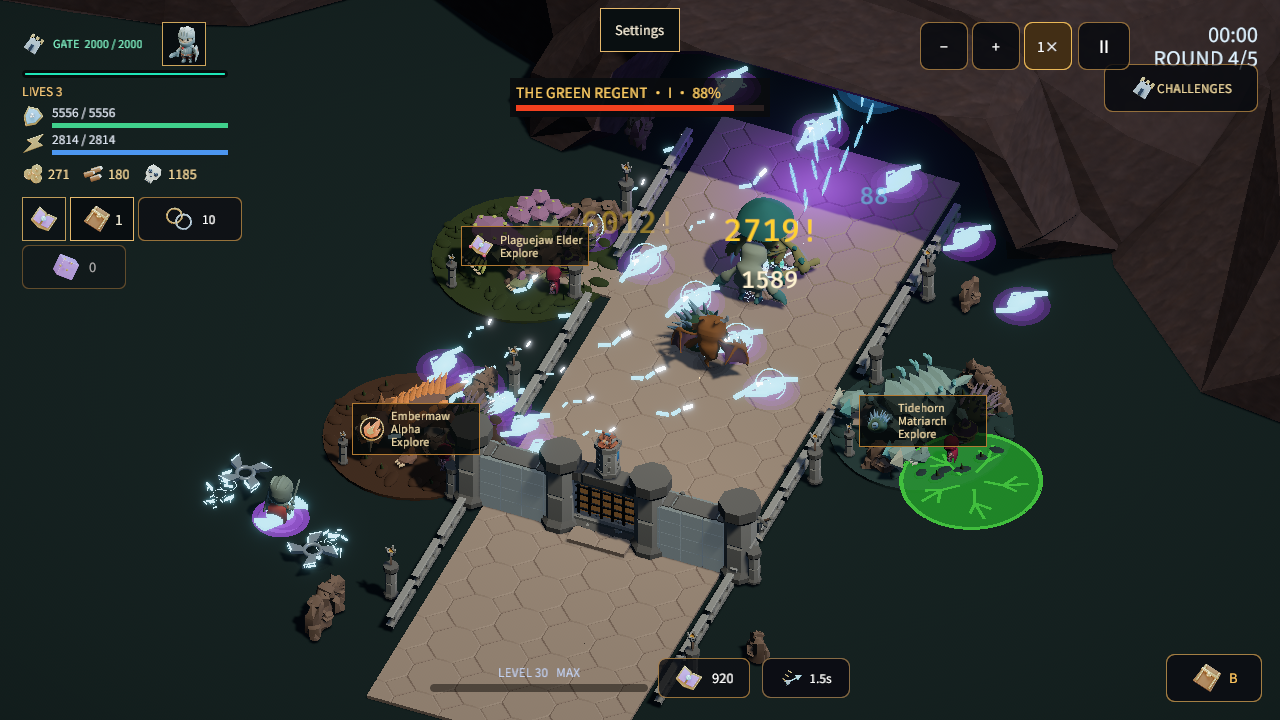 GATE 2000 / 2000
LIVES 3
5556 / 5556
2814 / 2814
271
180
1185
1
10
0
Settings
THE GREEN REGENT • I • 88%
−
+
1×
00:00
ROUND 4/5
CHALLENGES
88
6012!
2719!
1589
Plaguejaw Elder
Explore
Embermaw
Alpha
Explore
Tidehorn
Matriarch
Explore
LEVEL 30 MAX
920
1.5s
B